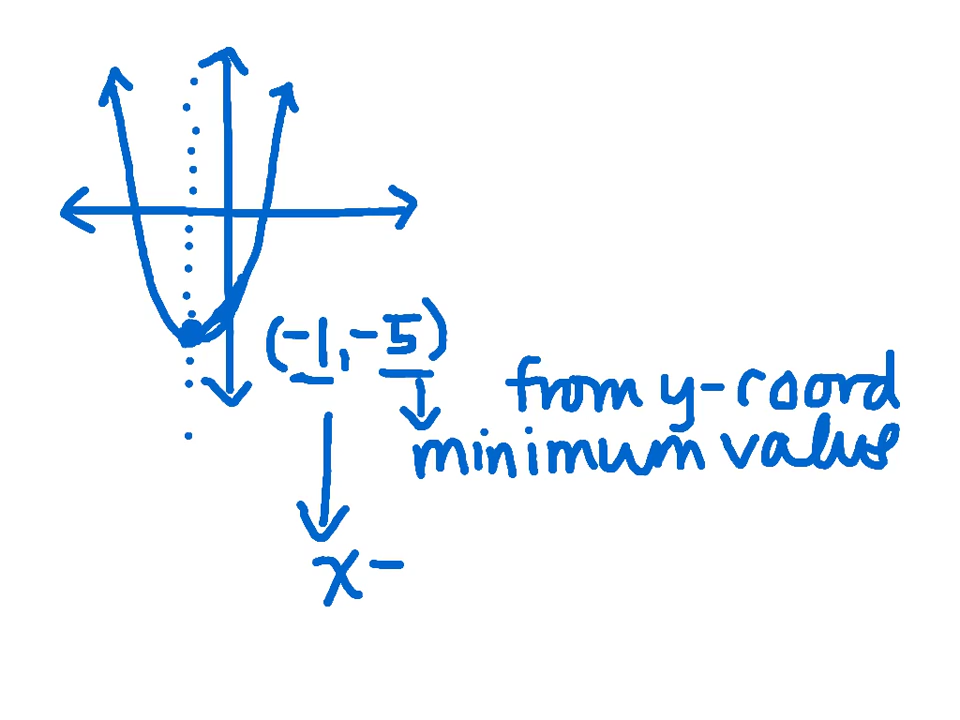 (-1,-5)
from y-coord
minimum value
x -